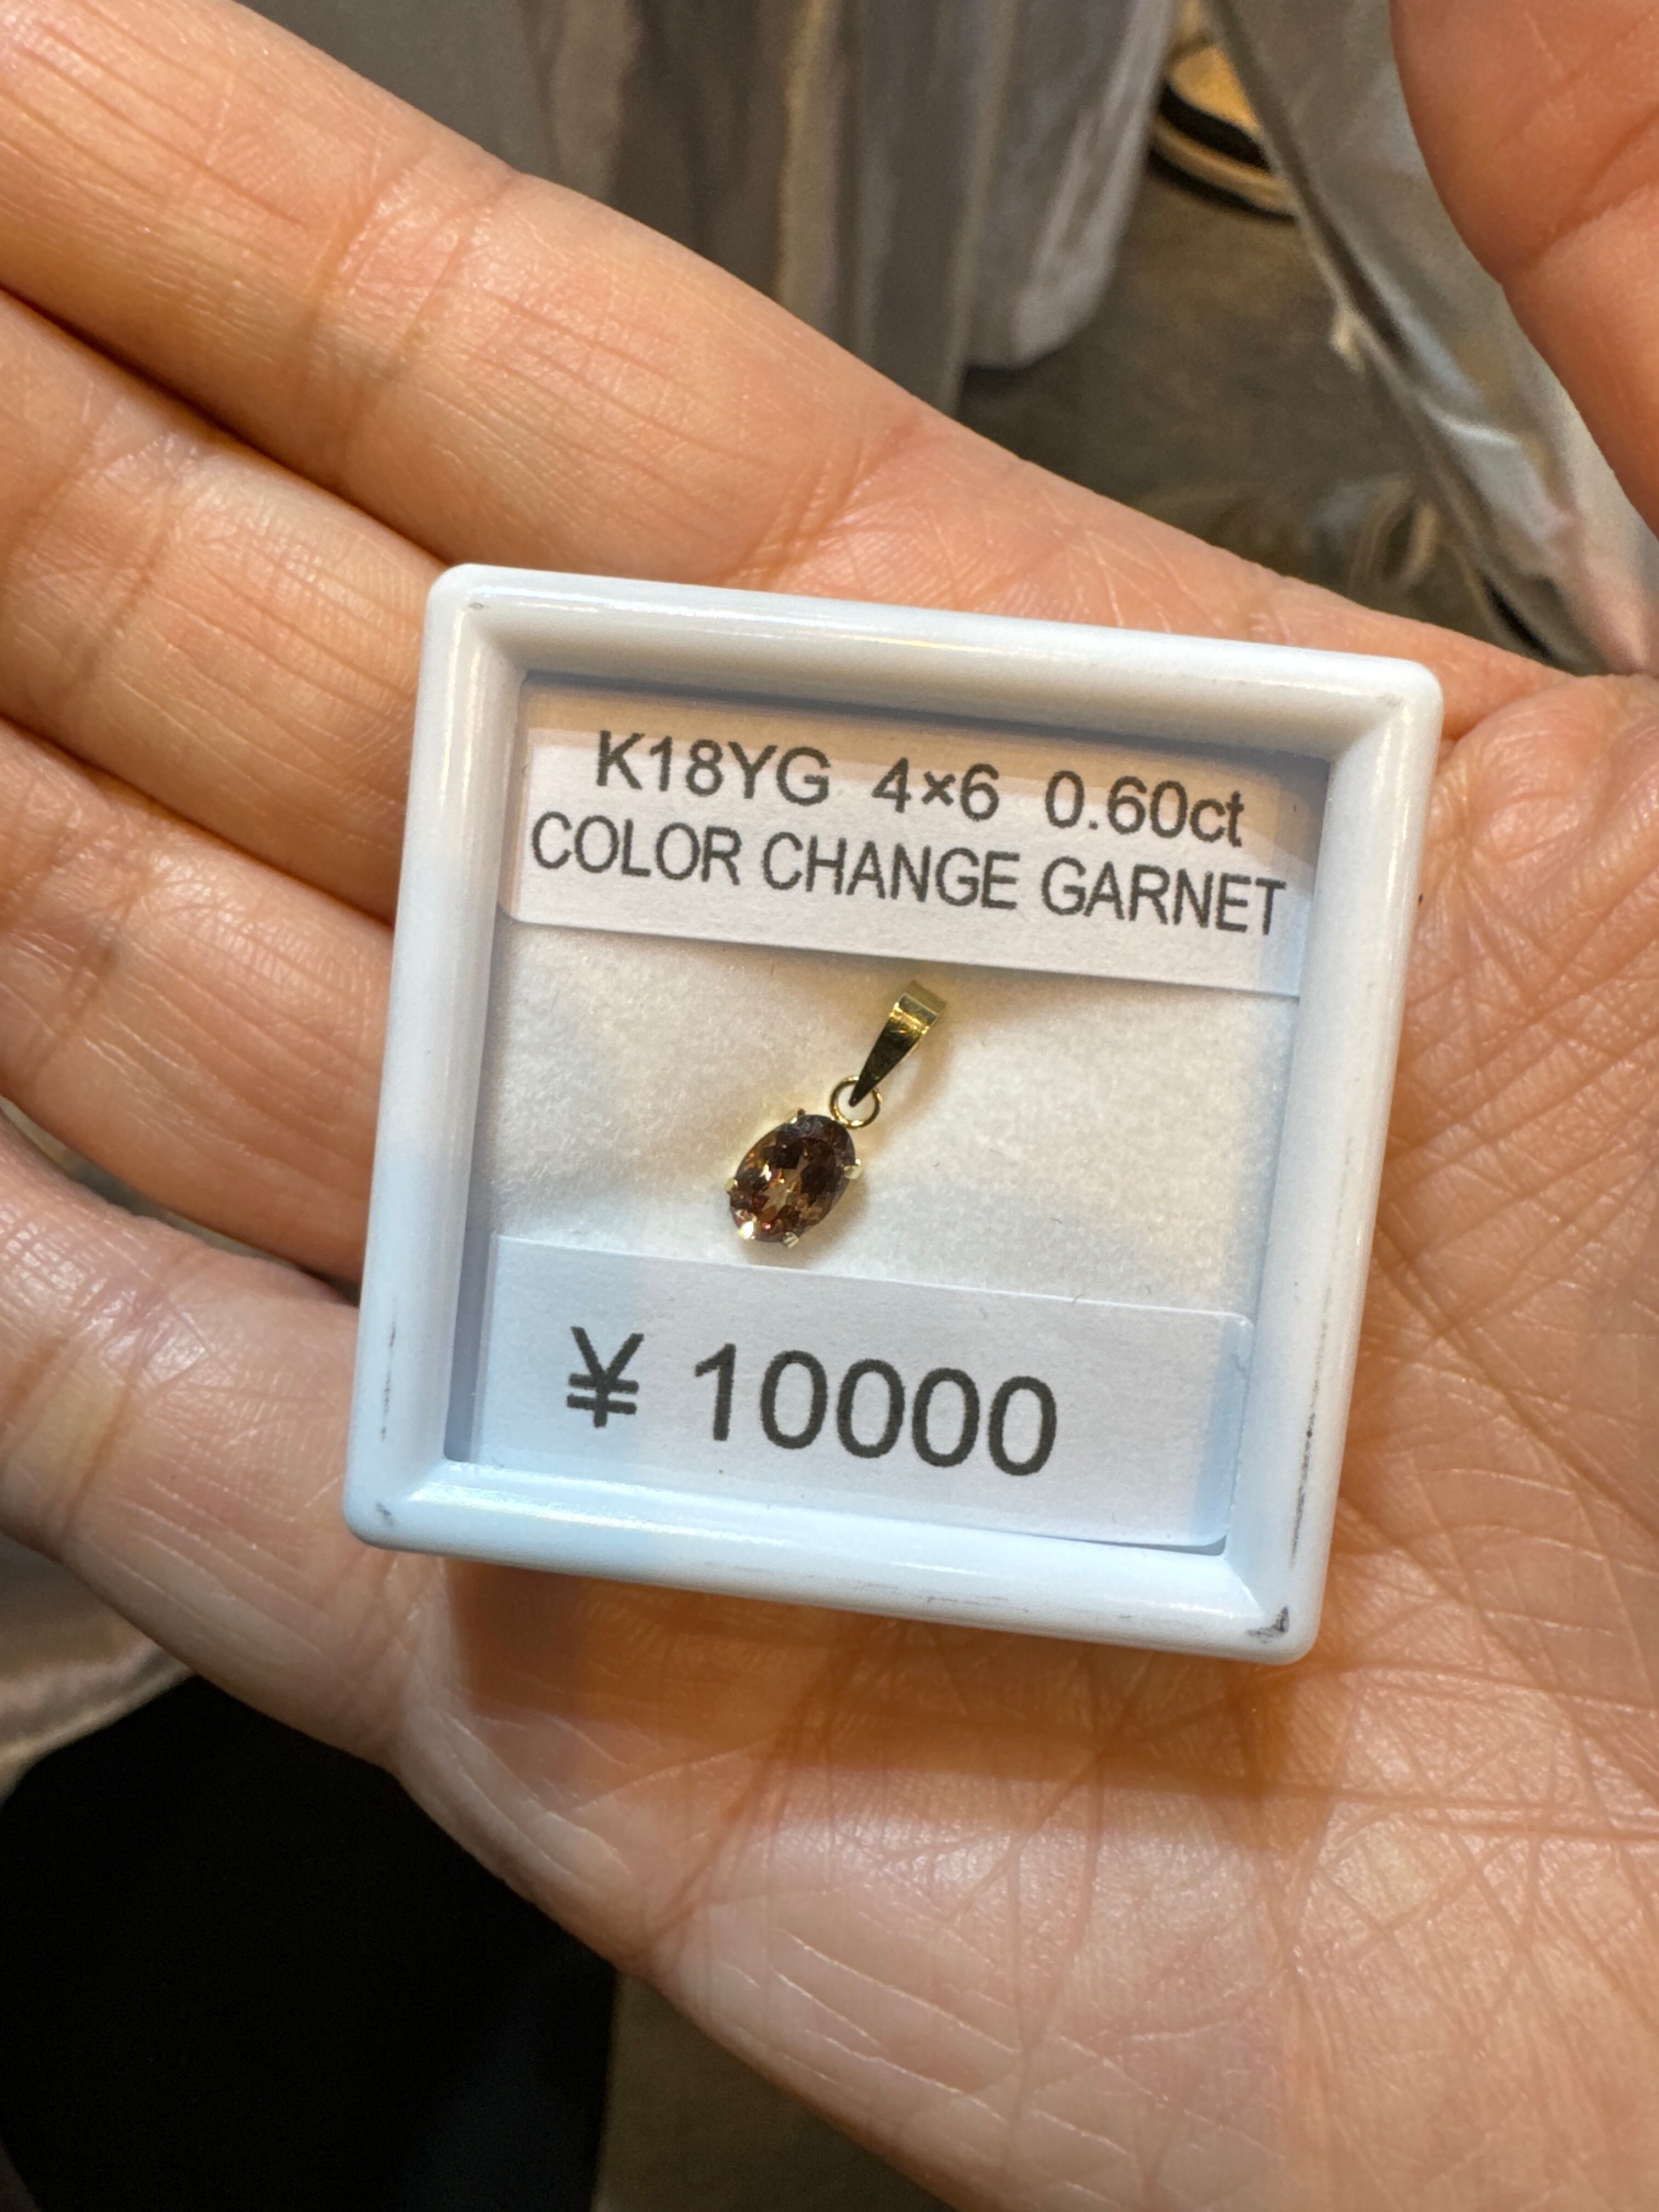 K18YG 4×6 0.60ct
COLOR CHANGE GARNET
¥ 10000